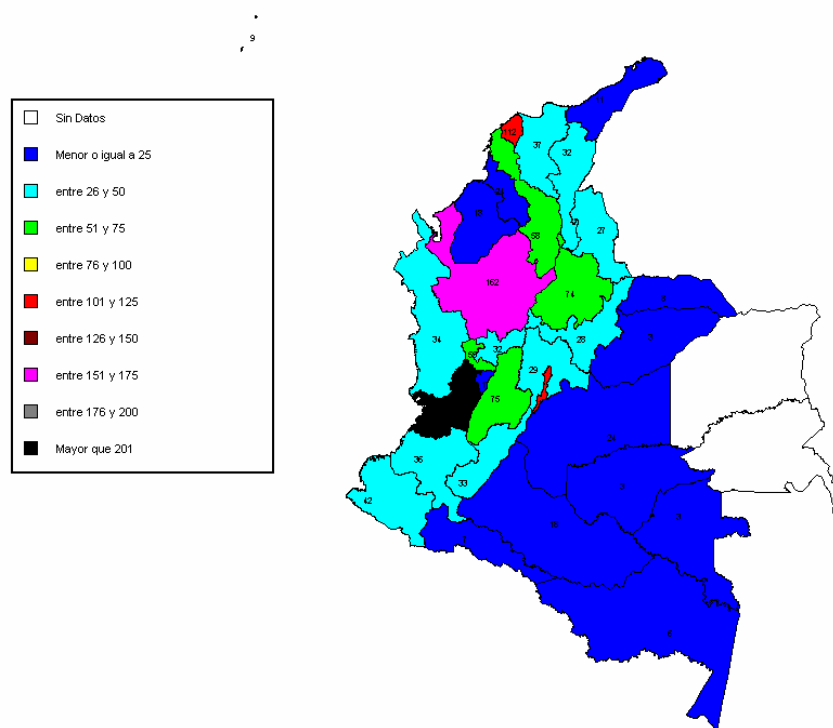 9
Sin Datos
Menor o igual a 25
entre 26 y 50
entre 51 y 75
entre 76 y 100
entre 101 y 125
entre 126 y 150
entre 151 y 175
entre 176 y 200
Mayor que 201
11
112
37
32
27
58
162
74
34
32
28
29
75
24
36
33
42